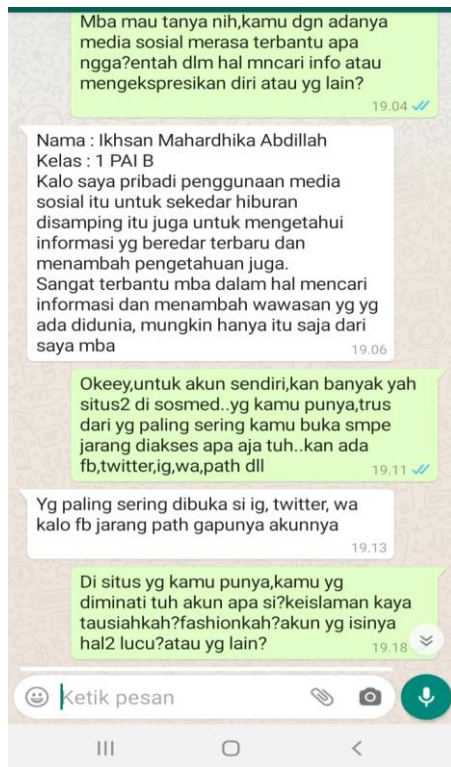 Mba mau tanya nih,kamu dgn adanya
media sosial merasa terbantu apa
ngga?entah dlm hal mncari info atau
mengekspresikan diri atau yg lain?
19.04
Nama : Ikhsan Mahardhika Abdillah
Kelas : 1 PAI B
Kalo saya pribadi penggunaan media
sosial itu untuk sekedar hiburan
disamping itu juga untuk mengetahui
informasi yg beredar terbaru dan
menambah pengetahuan juga.
Sangat terbantu mba dalam hal mencari
informasi dan menambah wawasan yg yg
ada didunia, mungkin hanya itu saja dari
saya mba
19.06
Okeey,untuk akun sendiri,kan banyak yah
situs2 di sosmed..yg kamu punya,trus
dari yg paling sering kamu buka smpe
jarang diakses apa aja tuh..kan ada
fb,twitter,ig,wa,path dll
19.11
Yg paling sering dibuka si ig, twitter, wa
kalo fb jarang path gapunya akunnya
19.13
Di situs yg kamu punya,kamu yg
diminati tuh akun apa si?keislaman kaya
tausiahkah?fashionkah?akun yg isinya
hal2 lucu?atau yg lain?
19.18
Ketik pesan